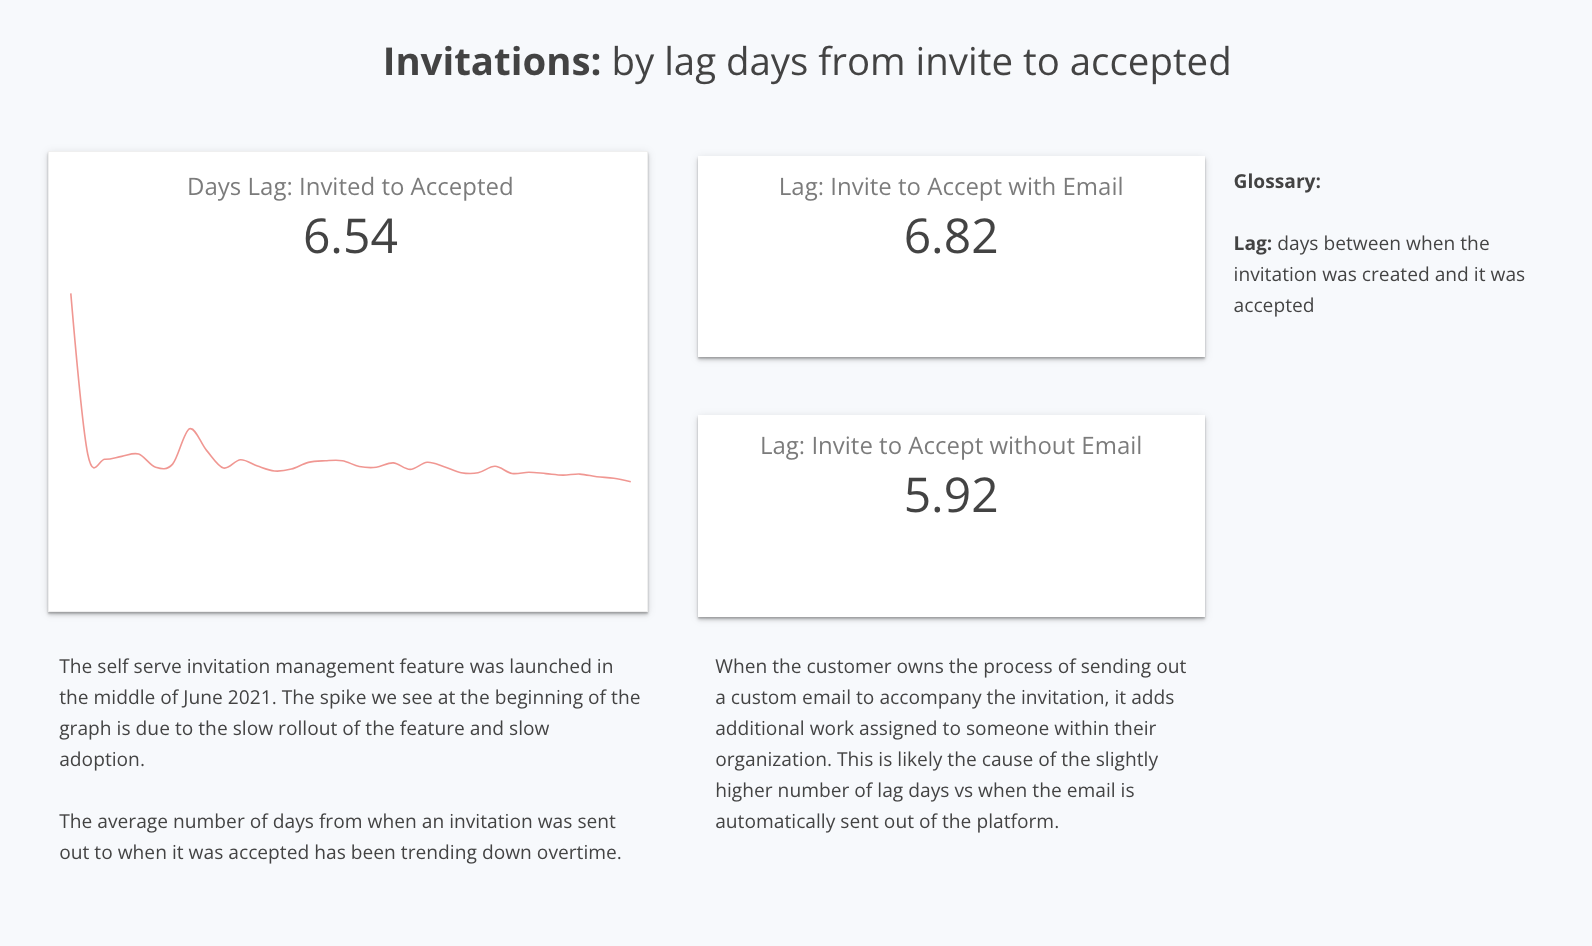 Invitations: by lag days from invite to accepted
Days Lag: Invited to Accepted
6.54
Lag: Invite to Accept with Email
6.82
Glossary:
Lag: days between when the
invitation was created and it was
accepted
Lag: Invite to Accept without Email
5.92
The self serve invitation management feature was launched in
the middle of June 2021. The spike we see at the beginning of the
graph is due to the slow rollout of the feature and slow
adoption.
The average number of days from when an invitation was sent
out to when it was accepted has been trending down overtime.
When the customer owns the process of sending out
a custom email to accompany the invitation, it adds
additional work assigned to someone within their
organization. This is likely the cause of the slightly
higher number of lag days vs when the email is
automatically sent out of the platform.